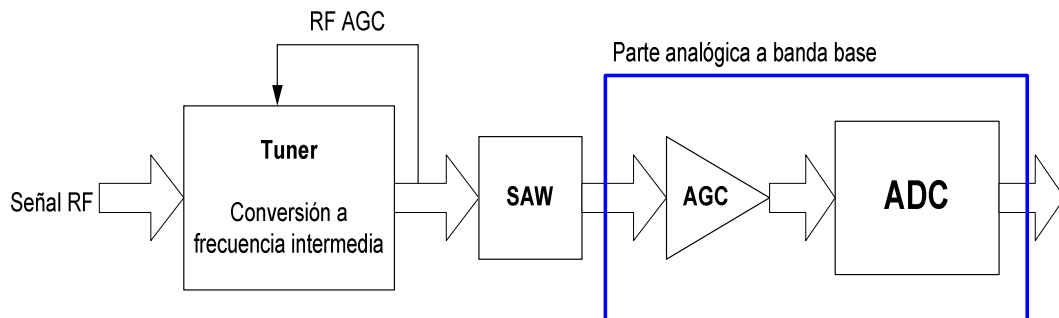 RF AGC
Parte analógica a banda base
Tuner
Señal RF
Conversión a
frecuencia intermedia
SAW
AGC
ADC